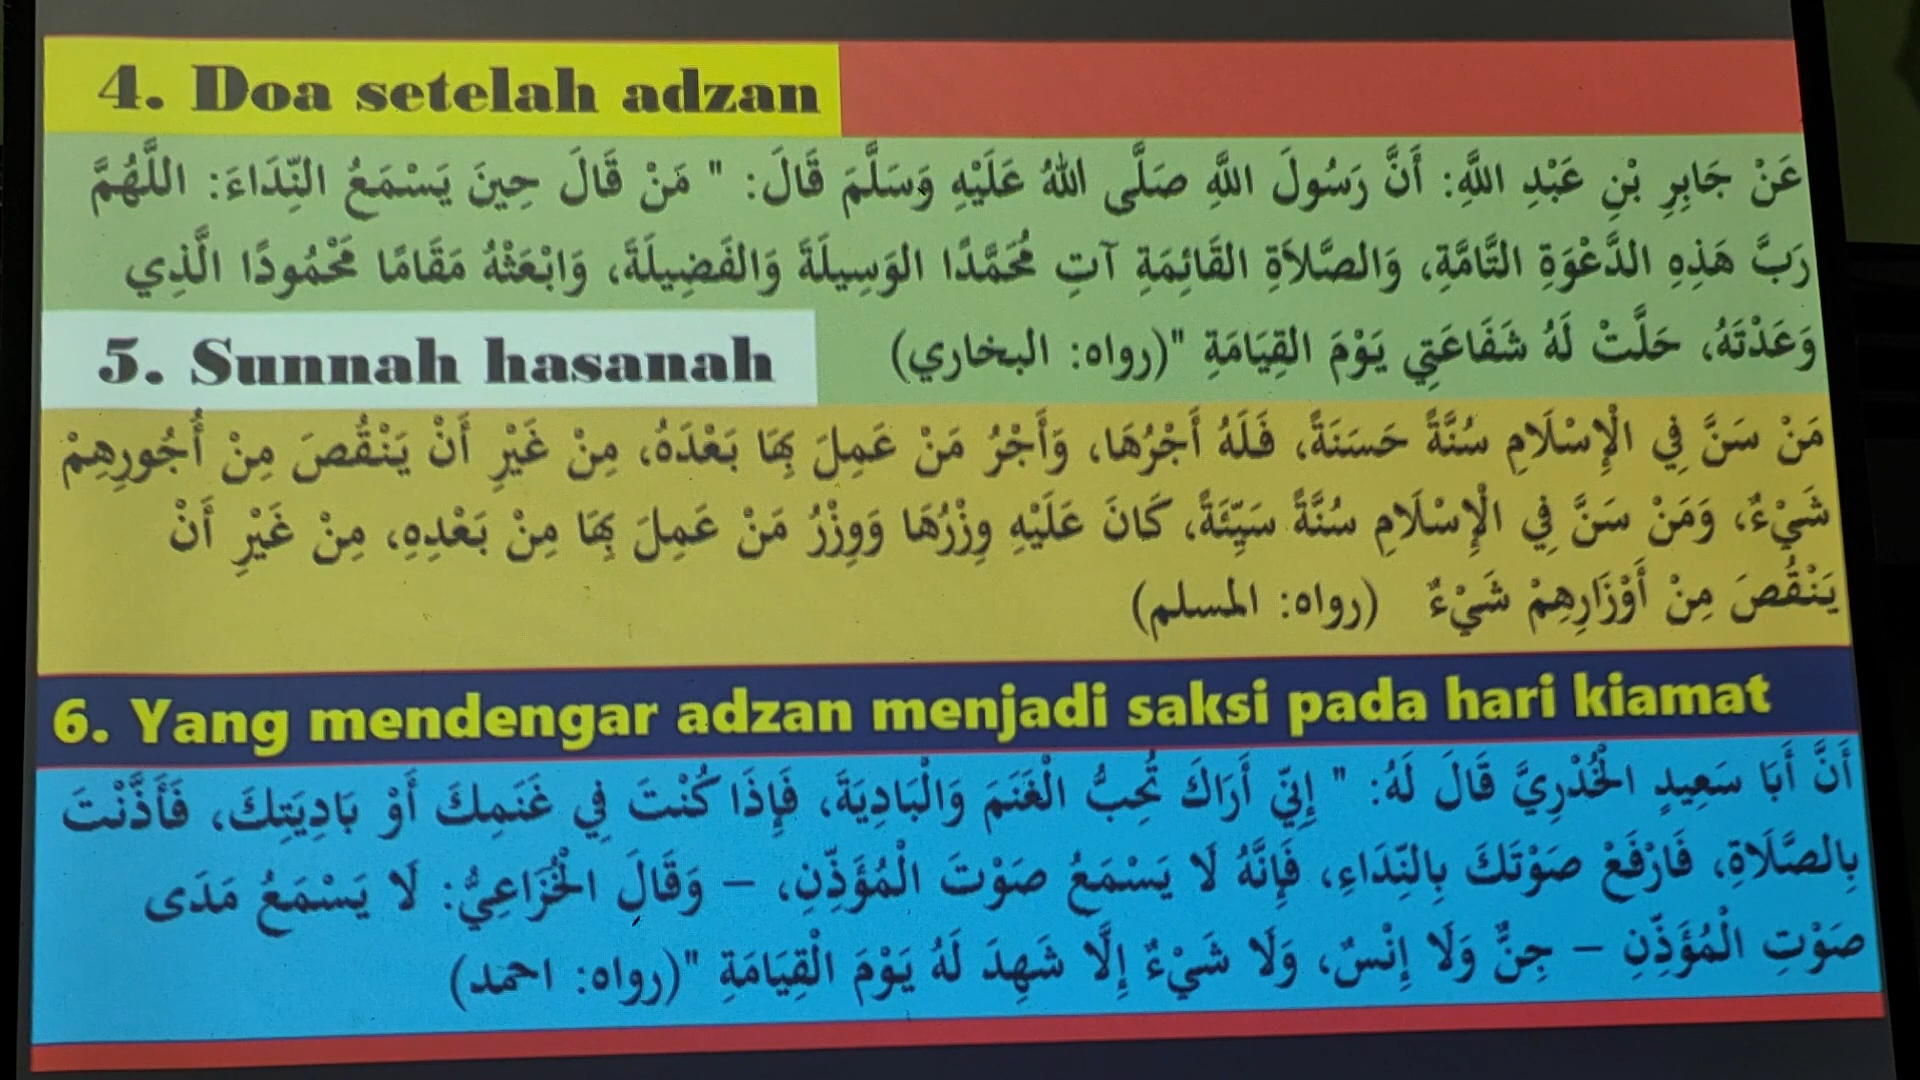 4. Doa setelah adzan
عَنْ جَابِرِ بْنِ عَبْدِ اللَّهِ: أَنَّ رَسُولَ اللَّهِ صَلَّى اللهُ عَلَيْهِ وَسَلَّمَ قَالَ: " مَنْ قَالَ حِينَ يَسْمَعُ النِّدَاءَ: اللَّهُمَّ
رَبَّ هَذِهِ الدَّعْوَةِ التَّامَّةِ، وَالصَّلاَةِ القَائِمَةِ آتِ مُحَمَّدًا الوَسِيلَةَ وَالفَضِيلَةَ، وَابْعَثْهُ مَقَامًا مَحْمُودًا الَّذِي
وَعَدْتَهُ، حَلَّتْ لَهُ شَفَاعَتِي يَوْمَ القِيَامَةِ "(رواه: البخاري)
5. Sunnah hasanah
مَنْ سَنَّ فِي الْإِسْلَامِ سُنَّةً حَسَنَةً، فَلَهُ أَجْرُهَا، وَأَجْرُ مَنْ عَمِلَ بِهَا بَعْدَهُ، مِنْ غَيْرِ أَنْ يَنْقُصَ مِنْ أُجُورِهِمْ
شَيْءٌ، وَمَنْ سَنَّ فِي الْإِسْلَامِ سُنَّةً سَيِّئَةً، كَانَ عَلَيْهِ وِزْرُهَا وَوِزْرُ مَنْ عَمِلَ بِهَا مِنْ بَعْدِهِ، مِنْ غَيْرِ أَنْ
يَنْقُصَ مِنْ أَوْزَارِهِمْ شَيْءٌ (رواه: المسلم)
6. Yang mendengar adzan menjadi saksi pada hari kiamat
أَنَّ أَبَا سَعِيدٍ الْخُدْرِيَّ قَالَ لَهُ: " إِنِّي أَرَاكَ تُحِبُّ الْغَنَمَ وَالْبَادِيَةَ، فَإِذَا كُنْتَ فِي غَنَمِكَ أَوْ بَادِيَتِكَ، فَأَذَّنْتَ
بِالصَّلَاةِ، فَارْفَعْ صَوْتَكَ بِالنِّدَاءِ، فَإِنَّهُ لَا يَسْمَعُ صَوْتَ الْمُؤَذِّنِ، – وَقَالَ الْخُزَاعِيُّ: لَا يَسْمَعُ مَدَى
صَوْتِ الْمُؤَذِّنِ – جِنٌّ وَلَا إِنْسٌ، وَلَا شَيْءٌ إِلَّا شَهِدَ لَهُ يَوْمَ الْقِيَامَةِ "(رواه: احمد)